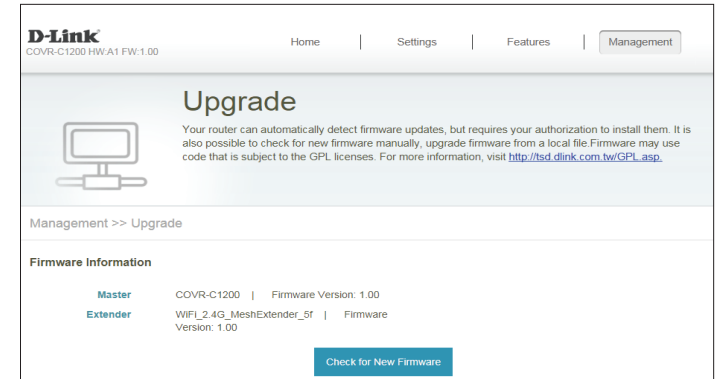 D-Link
COVR-C1200 HW:A1 FW:1.00
Home | Settings | Features | Management
Upgrade
Your router can automatically detect firmware updates, but requires your authorization to install them. It is
also possible to check for new firmware manually, upgrade firmware from a local file.Firmware may use
code that is subject to the GPL licenses. For more information, visit http://tsd.dlink.com.tw/GPL.asp.
Management >> Upgrade
Firmware Information
Master COVR-C1200 | Firmware Version: 1.00
Extender WiFi_2.4G_MeshExtender_5f | Firmware
Version: 1.00
Check for New Firmware